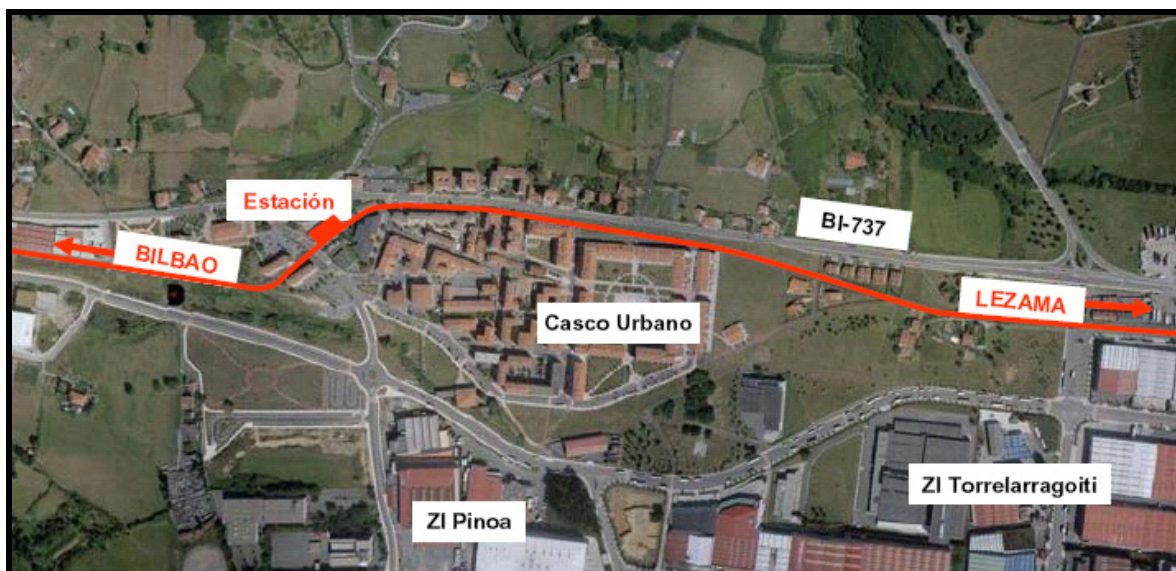 Estación
BILBAO
BI-737
LEZAMA
Casco Urbano
ZI Torrelarragoiti
ZI Pinoa